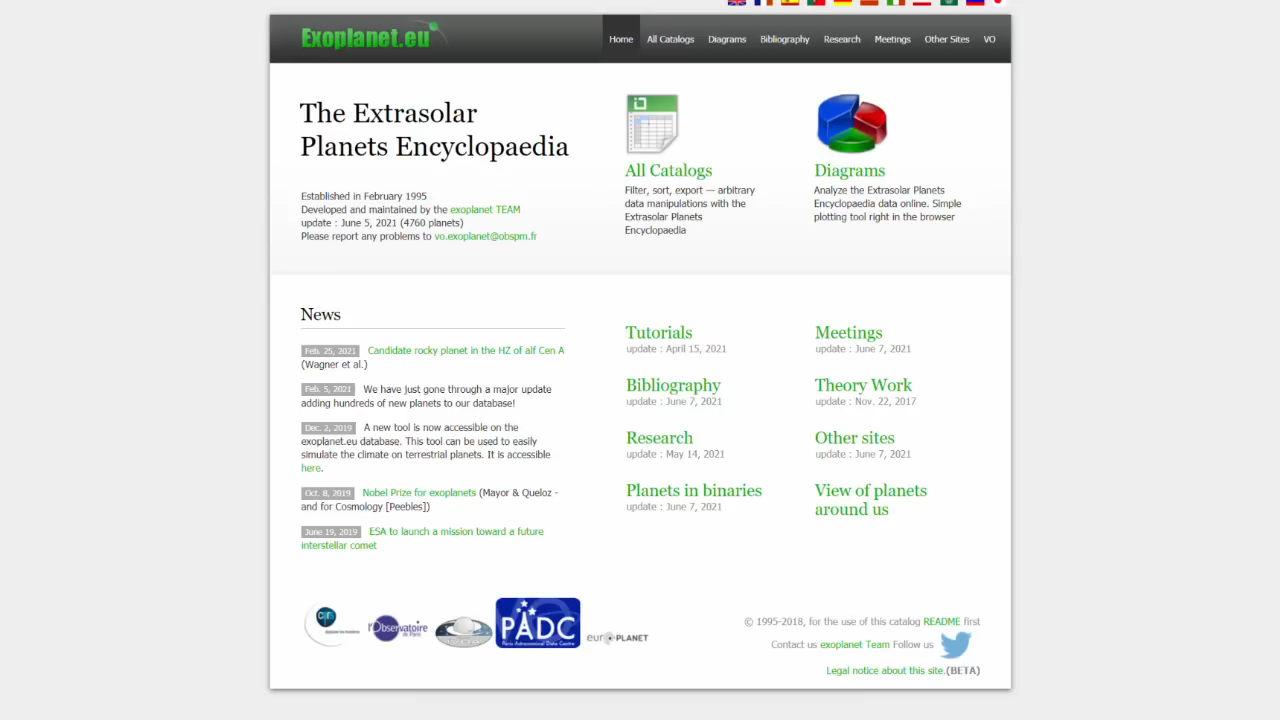 Exoplanet.eu
Home All Catalogs Diagrams Bibliography Research Meetings Other Sites VO
The Extrasolar
Planets Encyclopaedia
Established in February 1995
Developed and maintained by the exoplanet TEAM
update : June 5, 2021 (4760 planets)
Please report any problems to vo.exoplanet@obspm.fr
All Catalogs
Filter, sort, export — arbitrary
data manipulations with the
Extrasolar Planets
Encyclopaedia
Diagrams
Analyze the Extrasolar Planets
Encyclopaedia data online. Simple
plotting tool right in the browser
News
Feb. 25, 2021 Candidate rocky planet in the HZ of alf Cen A
(Wagner et al.)
Feb. 5, 2021 We have just gone through a major update
adding hundreds of new planets to our database!
Dec. 2, 2019 A new tool is now accessible on the
exoplanet.eu database. This tool can be used to easily
simulate the climate on terrestrial planets. It is accessible
here.
Oct. 8, 2019 Nobel Prize for exoplanets (Mayor & Queloz -
and for Cosmology [Peebles])
June 19, 2019 ESA to launch a mission toward a future
interstellar comet
Tutorials
update : April 15, 2021
Meetings
update : June 7, 2021
Bibliography
update : June 7, 2021
Theory Work
update : Nov. 22, 2017
Research
update : May 14, 2021
Other sites
update : June 7, 2021
Planets in binaries
update : June 7, 2021
View of planets
around us
l'Observatoire
de Paris
PADC
Paris Astronomical Data Centre
EUROPLANET
© 1995-2018, for the use of this catalog README first
Contact us exoplanet Team Follow us
Legal notice about this site.(BETA)